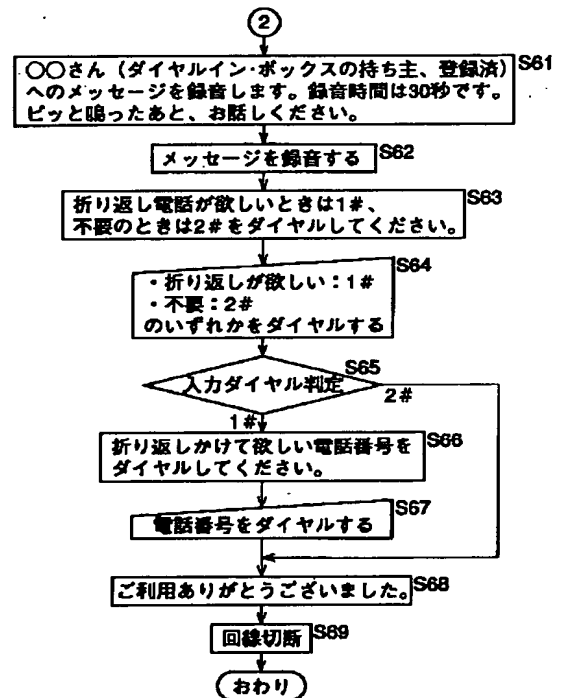 2
〇〇さん (ダイヤルイン·ボックスの持ち主、登録済)
へのメッセージを録音します。録音時間は30秒です。
ピッと鳴ったあと、お話しください。
S61
メッセージを録音する
S62
折り返し電話が欲しいときは1#、
不要のときは2#をダイヤルしてください。
S63
・折り返しが欲しい:1#
・不要:2#
のいずれかをダイヤルする
S64
入力ダイヤル判定
S65
2#
1#
折り返しかけて欲しい電話番号を
ダイヤルしてください。
S66
電話番号をダイヤルする
S67
ご利用ありがとうございました。
S68
回線切断
S69
おわり